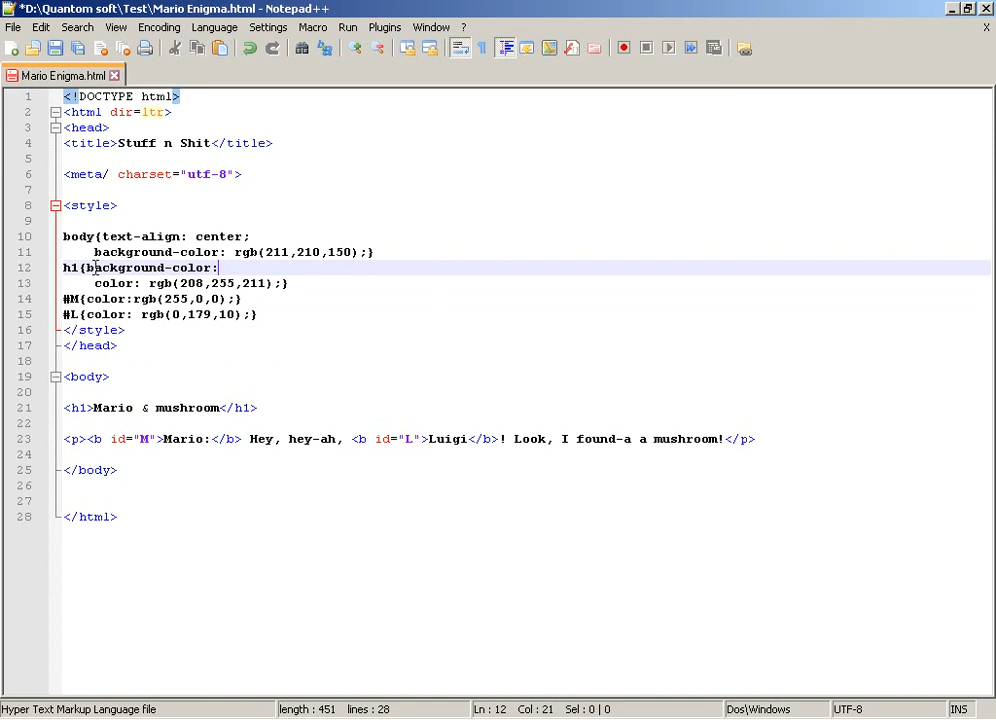 *D:\Quantom soft\Test\Mario Enigma.html - Notepad++
File Edit Search View Encoding Language Settings Macro Run Plugins Window ? X
Mario Enigma.html
1 <!DOCTYPE html>
2 <html dir=ltr>
3 <head>
4 <title>Stuff n Shit</title>
5
6 <meta/ charset="utf-8">
7
8 <style>
9
10 body{text-align: center;
11 background-color: rgb(211,210,150);}
12 h1{background-color:
13 color: rgb(208,255,211);}
14 #M{color:rgb(255,0,0);}
15 #L{color: rgb(0,179,10);}
16 </style>
17 </head>
18
19 <body>
20
21 <h1>Mario & mushroom</h1>
22
23 <p><b id="M">Mario:</b> Hey, hey-ah, <b id="L">Luigi</b>! Look, I found-a a mushroom!</p>
24
25 </body>
26
27
28 </html>
Hyper Text Markup Language file length : 451 lines : 28 Ln : 12 Col : 21 Sel : 0 | 0 Dos\Windows UTF-8 INS